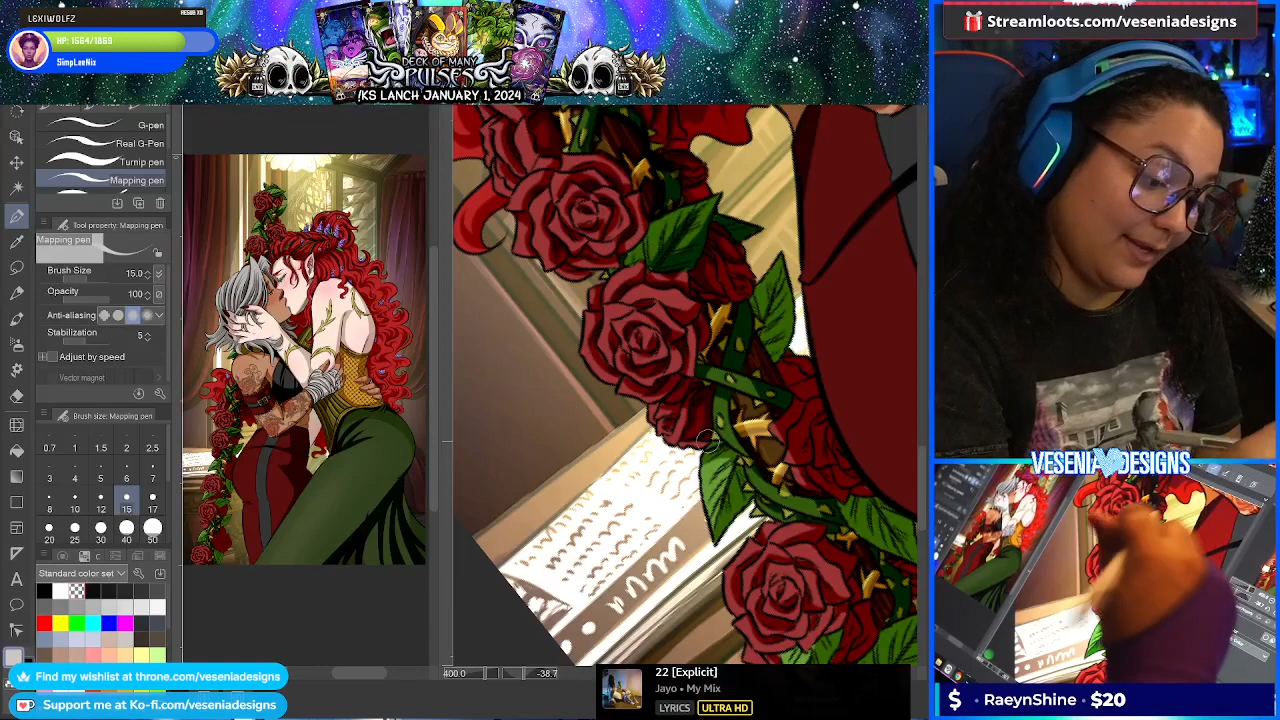 LEXIWOLFZ
HP: 1564/1869
SimpLeeNix
DECK OF MANY
PULSES
!KS LANCH JANUARY 1, 2024
Streamloots.com/veseniadesigns
G-pen
Real G-Pen
Turnip pen
Mapping pen
Tool property: Mapping pen
Mapping pen
Brush Size 15.0
Opacity 100
Anti-aliasing
Stabilization 5
Adjust by speed
Vector magnet
Brush size: Mapping pen
0.7 1 1.5 2 2.5
3 4 5 6 7
8 10 12 15 17
20 25 30 40 50
Standard color set
Find my wishlist at throne.com/veseniadesigns
Support me at Ko-fi.com/veseniadesigns
400.0 -38.7
22 [Explicit]
Jayo • My Mix
LYRICS ULTRA HD
VESENIA DESIGNS
$ • RaeynShine • $20